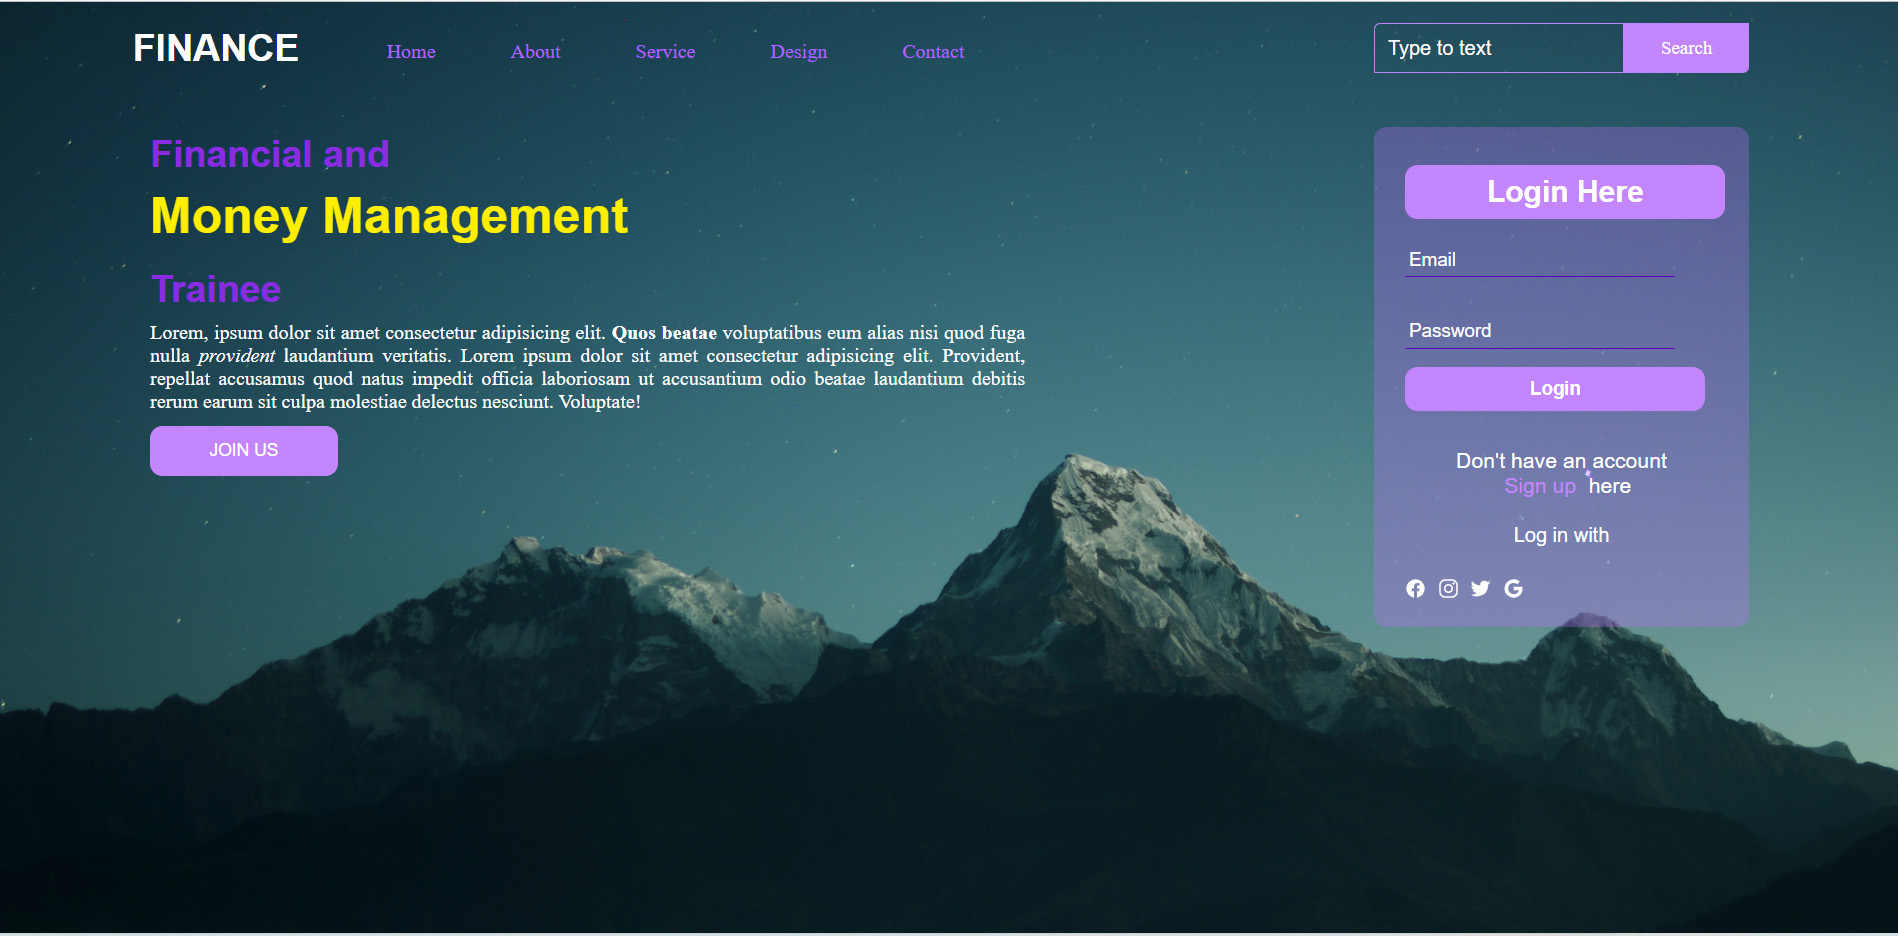 FINANCE
Home
About
Service
Design
Contact
Type to text
Search
Financial and
Money Management
Trainee
Lorem, ipsum dolor sit amet consectetur adipisicing elit. Quos beatae voluptatibus eum alias nisi quod fuga
nulla provident laudantium veritatis. Lorem ipsum dolor sit amet consectetur adipisicing elit. Provident,
repellat accusamus quod natus impedit officia laboriosam ut accusantium odio beatae laudantium debitis
rerum earum sit culpa molestiae delectus nesciunt. Voluptate!
JOIN US
Login Here
Email
Password
Login
Don't have an account
Sign up here
Log in with